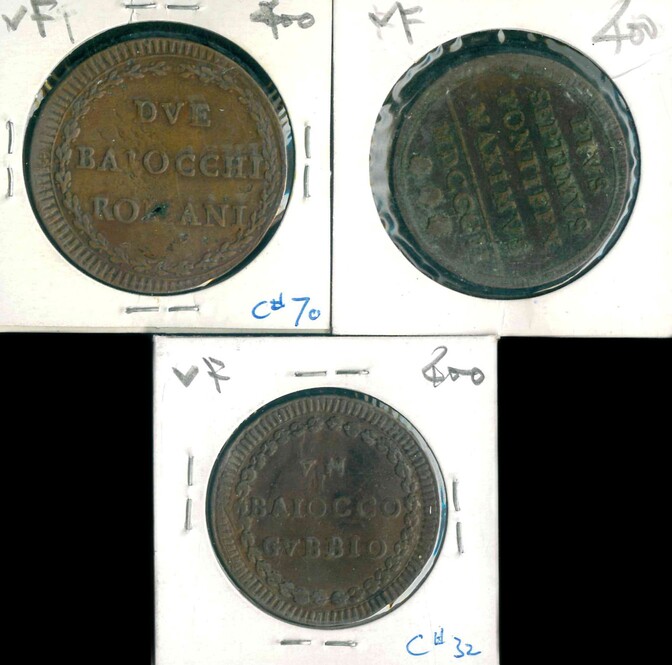 VF
400
DVE
BAIOCCHI
ROMANI
C# 70
VF
400
PIVS
SEPTIMVS
PONTIFEX
MAXIMVS
VF
400
VN
BAIOCCO
GVBBIO
C# 32